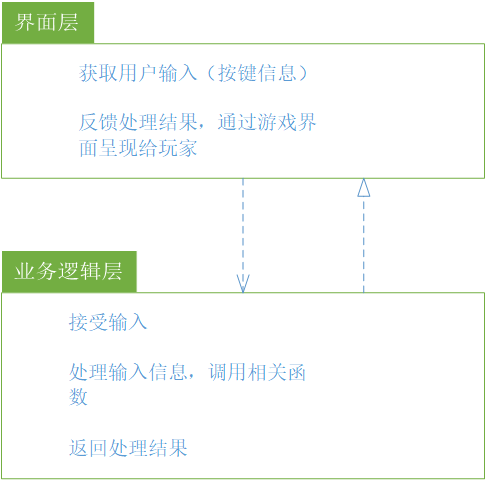 界面层
获取用户输入（按键信息）
反馈处理结果，通过游戏界
面呈现给玩家
业务逻辑层
接受输入
处理输入信息，调用相关函
数
返回处理结果